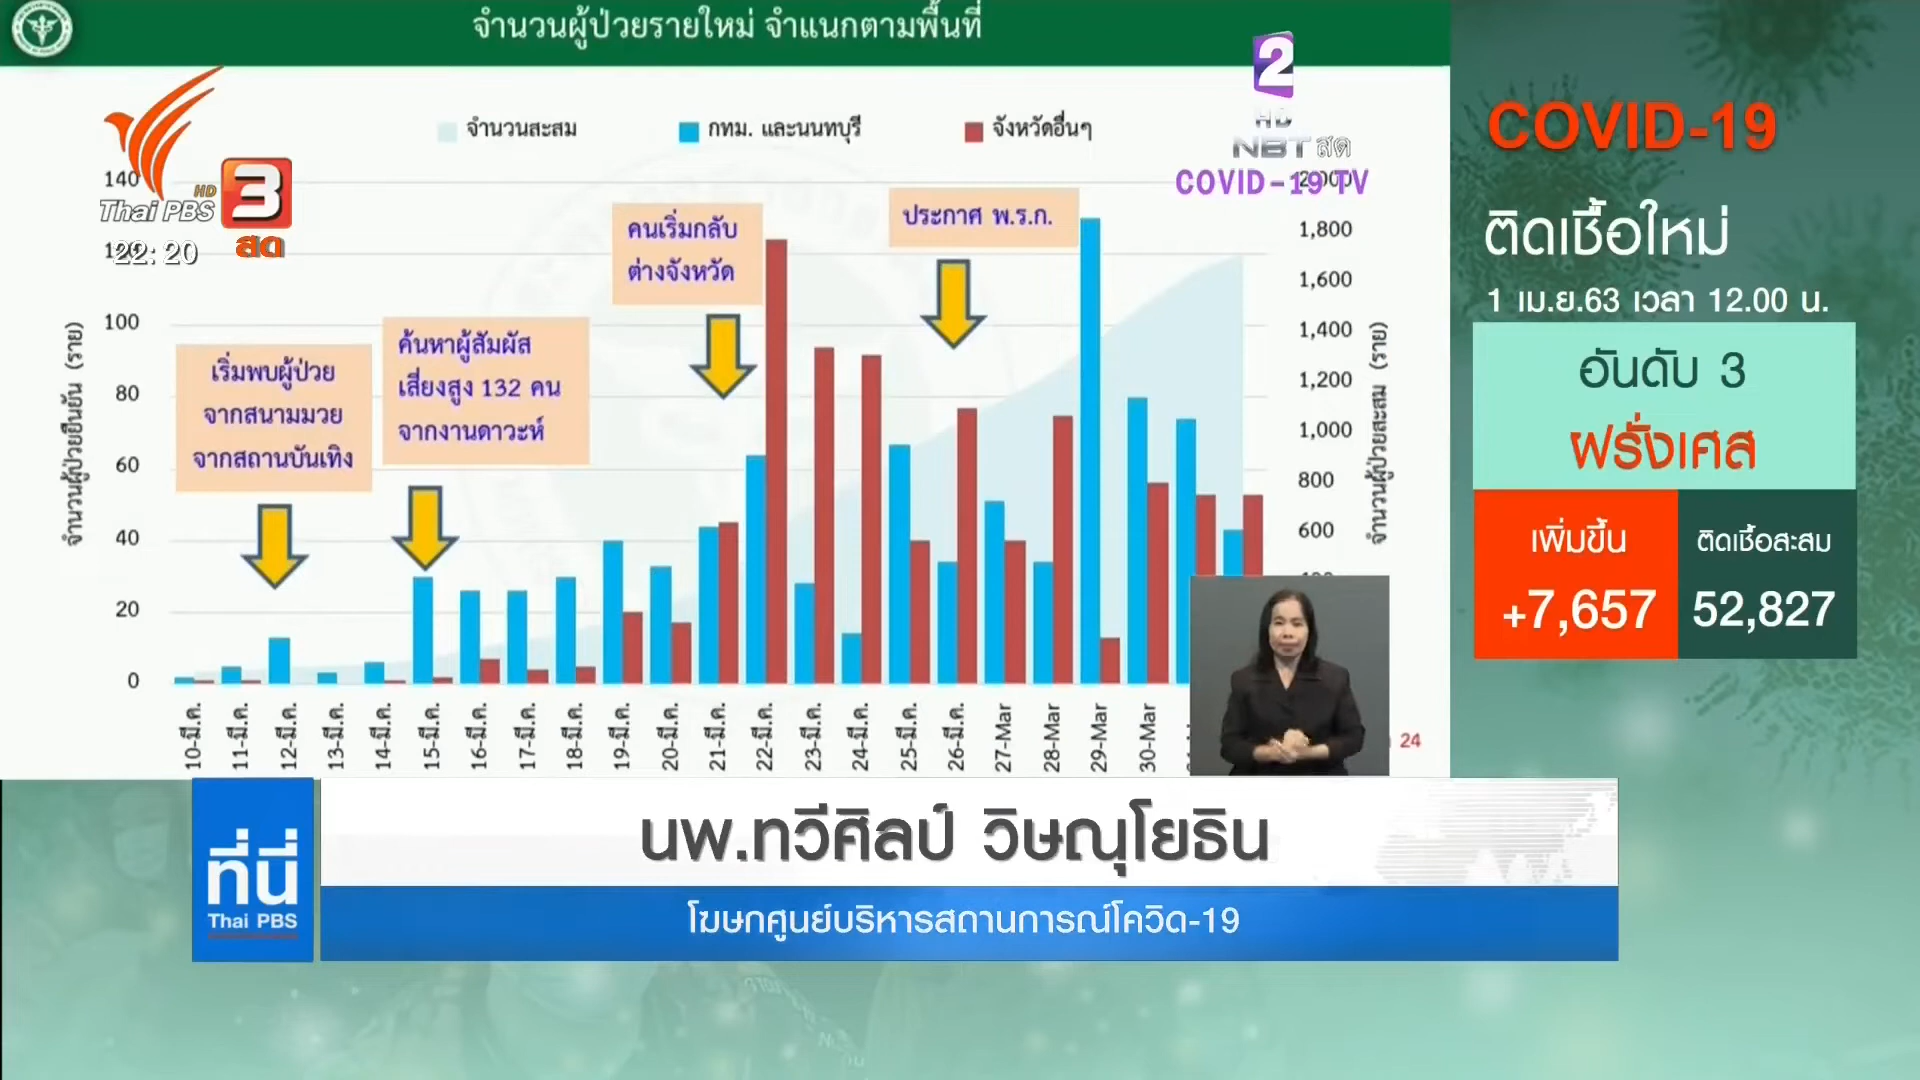 จำนวนผู้ป่วยรายใหม่ จำแนกตามพื้นที่
จำนวนสะสม
กทม. และนนทบุรี
จังหวัดอื่นๆ
HD
Thai PBS
3
สด
22:20
2
HD
NBT สด
COVID-19 TV
จำนวนผู้ป่วยยืนยัน (ราย)
140
120
100
80
60
40
20
0
เริ่มพบผู้ป่วย
จากสนามมวย
จากสถานบันเทิง
ค้นหาผู้สัมผัส
เสี่ยงสูง 132 คน
จากงานดาวะห์
คนเริ่มกลับ
ต่างจังหวัด
ประกาศ พ.ร.ก.
2,000
1,800
1,600
1,400
1,200
1,000
800
600
จำนวนผู้ป่วยสะสม (ราย)
10-มี.ค.
11-มี.ค.
12-มี.ค.
13-มี.ค.
14-มี.ค.
15-มี.ค.
16-มี.ค.
17-มี.ค.
18-มี.ค.
19-มี.ค.
20-มี.ค.
21-มี.ค.
22-มี.ค.
23-มี.ค.
24-มี.ค.
25-มี.ค.
26-มี.ค.
27-Mar
28-Mar
29-Mar
30-Mar
24
COVID-19
ติดเชื้อใหม่
1 เม.ย.63 เวลา 12.00 น.
อันดับ 3
ฝรั่งเศส
เพิ่มขึ้น
+7,657
ติดเชื้อสะสม
52,827
ที่นี่
Thai PBS
นพ.ทวีศิลป์ วิษณุโยธิน
โฆษกศูนย์บริหารสถานการณ์โควิด-19